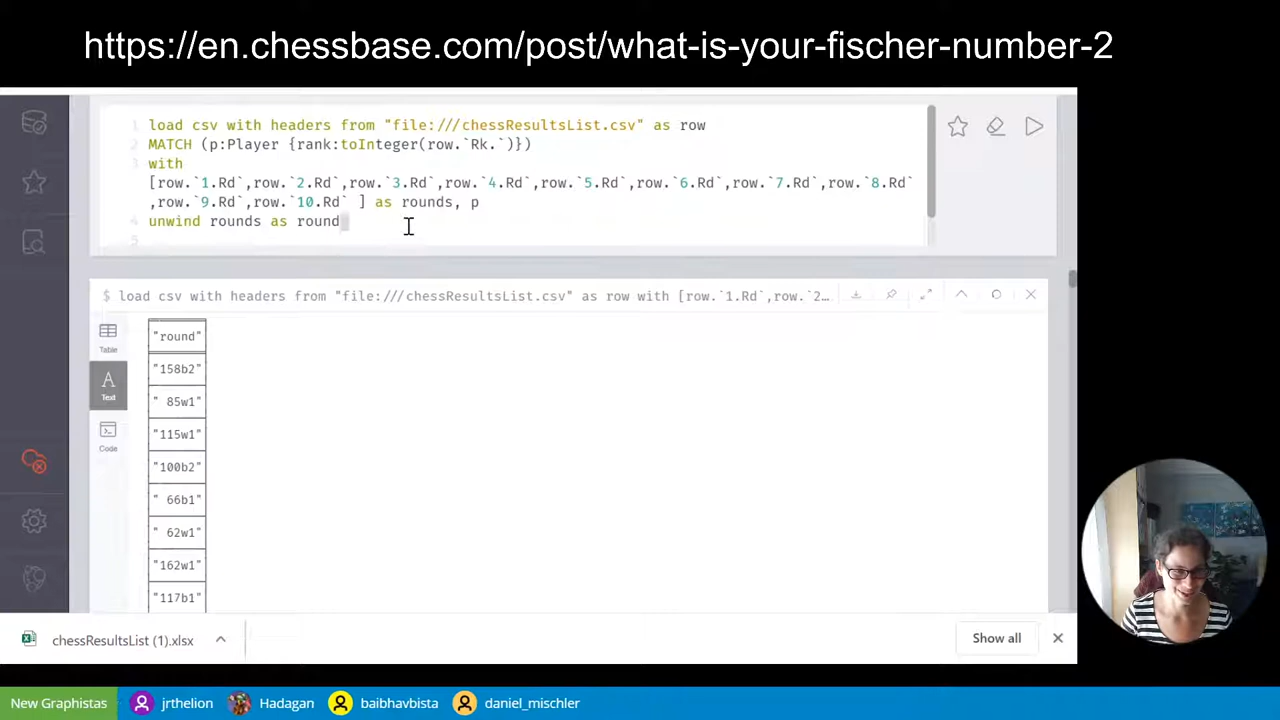 https://en.chessbase.com/post/what-is-your-fischer-number-2
1 load csv with headers from "file:///chessResultsList.csv" as row
2 MATCH (p:Player {rank:toInteger(row.`Rk.`)})
3 with
[row.`1.Rd`,row.`2.Rd`,row.`3.Rd`,row.`4.Rd`,row.`5.Rd`,row.`6.Rd`,row.`7.Rd`,row.`8.Rd`
,row.`9.Rd`,row.`10.Rd` ] as rounds, p
4 unwind rounds as round
5
$ load csv with headers from "file:///chessResultsList.csv" as row with [row.`1.Rd`,row.`2…
Table
A
Text
Code
"round"
"158b2"
" 85w1"
"115w1"
"100b2"
" 66b1"
" 62w1"
"162w1"
"117b1"
chessResultsList (1).xlsx
Show all
New Graphistas jrthelion Hadagan baibhavbista daniel_mischler